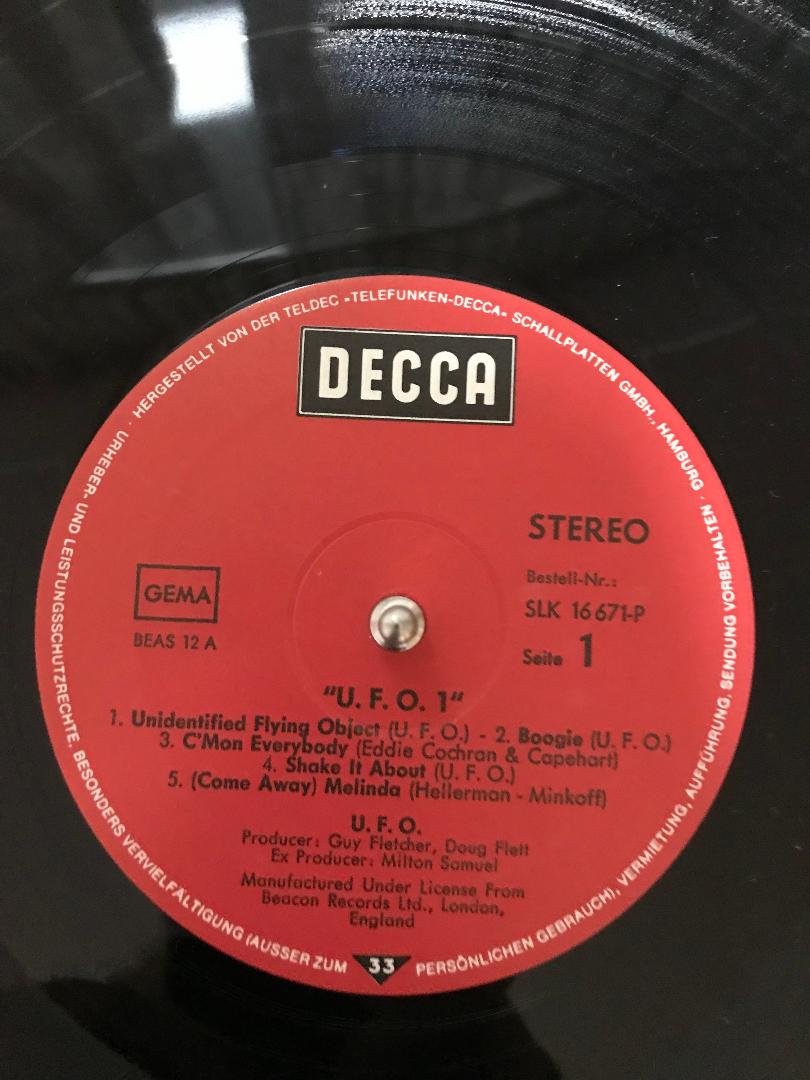 HERGESTELLT VON DER TELDEC »TELEFUNKEN-DECCA« SCHALLPLATTEN GMBH., HAMBURG ·
URHEBER- UND LEISTUNGSSCHUTZRECHTE, BESONDERS VERVIELFÄLTIGUNG (AUSSER ZUM PERSÖNLICHEN GEBRAUCH), VERMIETUNG, AUFFÜHRUNG, SENDUNG VORBEHALTEN ·
DECCA
STEREO
GEMA
BEAS 12 A
Bestell-Nr.:
SLK 16 671-P
Seite 1
"U. F. O. 1"
1. Unidentified Flying Object (U. F. O.) - 2. Boogie (U. F. O.)
3. C'Mon Everybody (Eddie Cochran & Capehart)
4. Shake It About (U. F. O.)
5. (Come Away) Melinda (Hellerman - Minkoff)
U. F. O.
Producer: Guy Fletcher, Doug Flett
Ex Producer: Milton Samuel
Manufactured Under License From
Beacon Records Ltd., London,
England
33